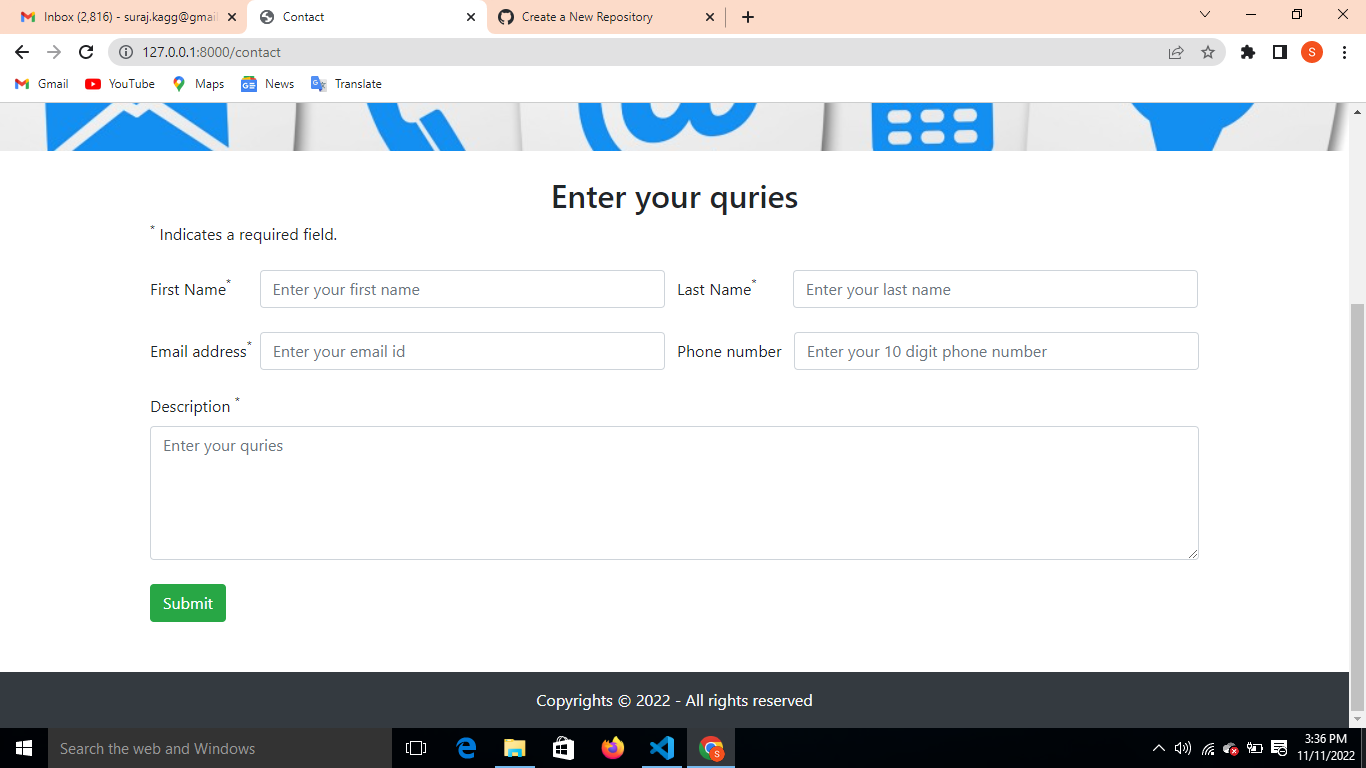 Inbox (2,816) - suraj.kagg@gmai
Contact
Create a New Repository
127.0.0.1:8000/contact
S
Gmail
YouTube
Maps
News
Translate
Enter your quries
* Indicates a required field.
First Name*
Enter your first name
Last Name*
Enter your last name
Email address*
Enter your email id
Phone number
Enter your 10 digit phone number
Description *
Enter your quries
Submit
Copyrights © 2022 - All rights reserved
Search the web and Windows
S
3:36 PM
11/11/2022